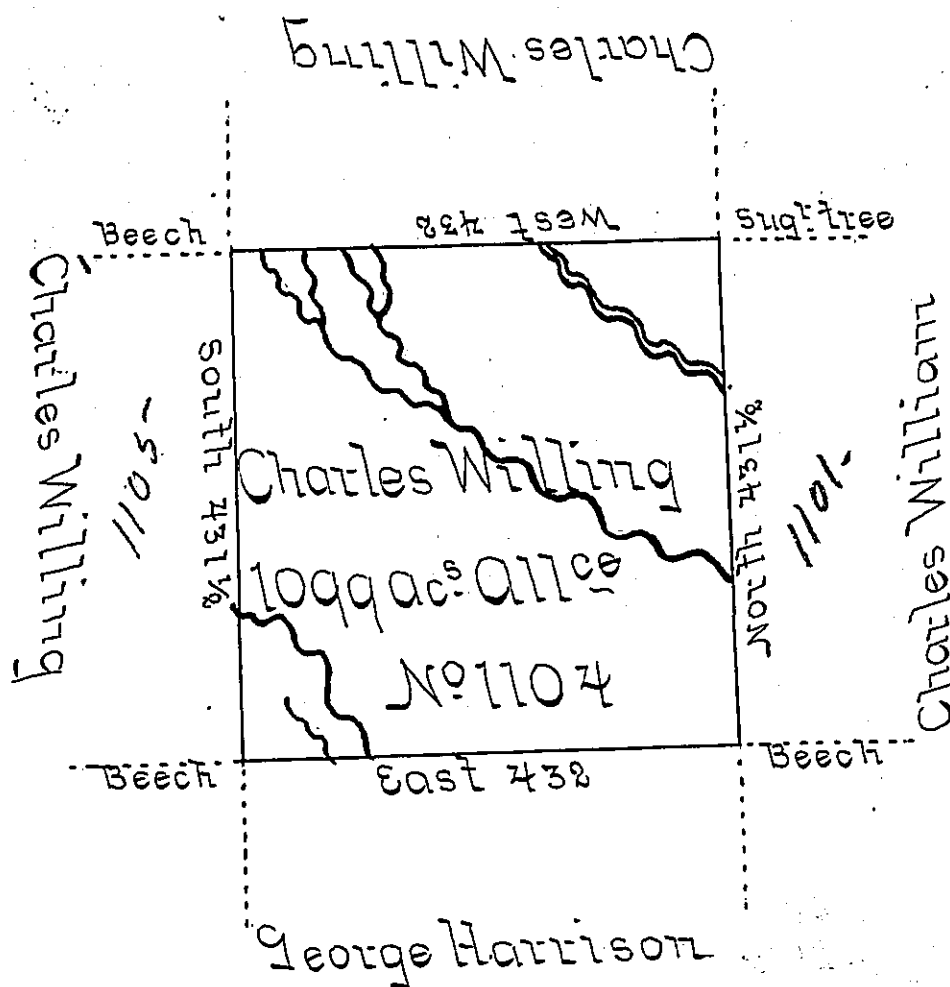 Charles Willing
Beech
West 432
Sugr. tree
Charles Willing
1105-
South 431½
Charles Willing
1099 acs. Allce
No 1104
North 431½
1101-
Charles William
Beech
East 432
Beech
George Harrison